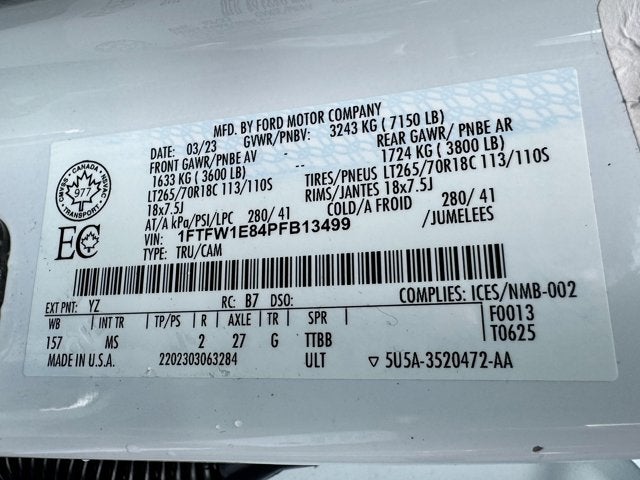 MFD. BY FORD MOTOR COMPANY
DATE: 03/23 GVWR/PNBV: 3243 KG ( 7150 LB)
FRONT GAWR/PNBE AV -- REAR GAWR/ PNBE AR
1633 KG ( 3600 LB) 1724 KG ( 3800 LB)
LT265/70R18C 113/110S TIRES/PNEUS LT265/70R18C 113/110S
18x7.5J RIMS/JANTES 18x7.5J
AT/A kPa/PSI/LPC 280/ 41 COLD/A FROID 280/ 41
VIN: 1FTFW1E84PFB13499 /JUMELEES
TYPE: TRU/CAM
CANADA
977
TRANSPORT
EC
EXT PNT: YZ RC: B7 DSO: COMPLIES: ICES/NMB-002
WB INT TR TP/PS R AXLE TR SPR F0013
157 MS 2 27 G TTBB T0625
MADE IN U.S.A. 2202303063284 ULT ▽ 5U5A-3520472-AA